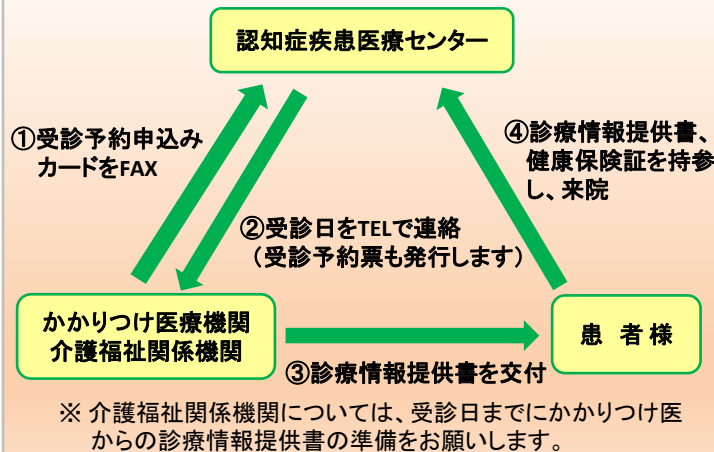 認知症疾患医療センター
①受診予約申込み
カードをFAX
④診療情報提供書、
健康保険証を持参
し、来院
②受診日をTELで連絡
(受診予約票も発行します)
かかりつけ医療機関
介護福祉関係機関
患 者 様
③診療情報提供書を交付
※ 介護福祉関係機関については、受診日までにかかりつけ医
からの診療情報提供書の準備をお願いします。